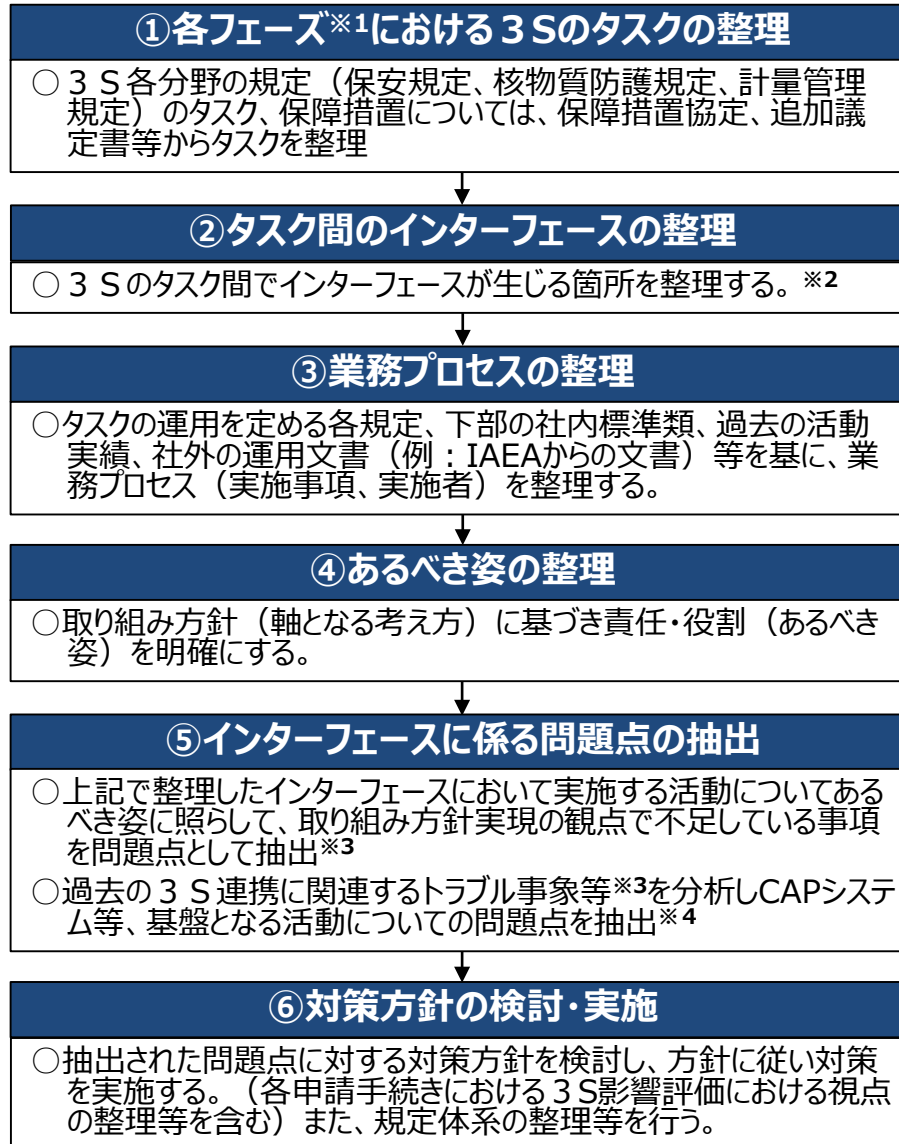 ①各フェーズ※1における３Sのタスクの整理
○３S各分野の規定（保安規定、核物質防護規定、計量管理
規定）のタスク、保障措置については、保障措置協定、追加議
定書等からタスクを整理
②タスク間のインターフェースの整理
○３Sのタスク間でインターフェースが生じる箇所を整理する。※2
③業務プロセスの整理
○タスクの運用を定める各規定、下部の社内標準類、過去の活動
実績、社外の運用文書（例：IAEAからの文書）等を基に、業
務プロセス（実施事項、実施者）を整理する。
④あるべき姿の整理
○取り組み方針（軸となる考え方）に基づき責任・役割（あるべき
姿）を明確にする。
⑤インターフェースに係る問題点の抽出
○上記で整理したインターフェースにおいて実施する活動についてある
べき姿に照らして、取り組み方針実現の観点で不足している事項
を問題点として抽出※3
○過去の３S連携に関連するトラブル事象等※3を分析しCAPシステ
ム等、基盤となる活動についての問題点を抽出※4
⑥対策方針の検討・実施
○抽出された問題点に対する対策方針を検討し、方針に従い対策
を実施する。（各申請手続きにおける３S影響評価における視点
の整理等を含む）また、規定体系の整理等を行う。